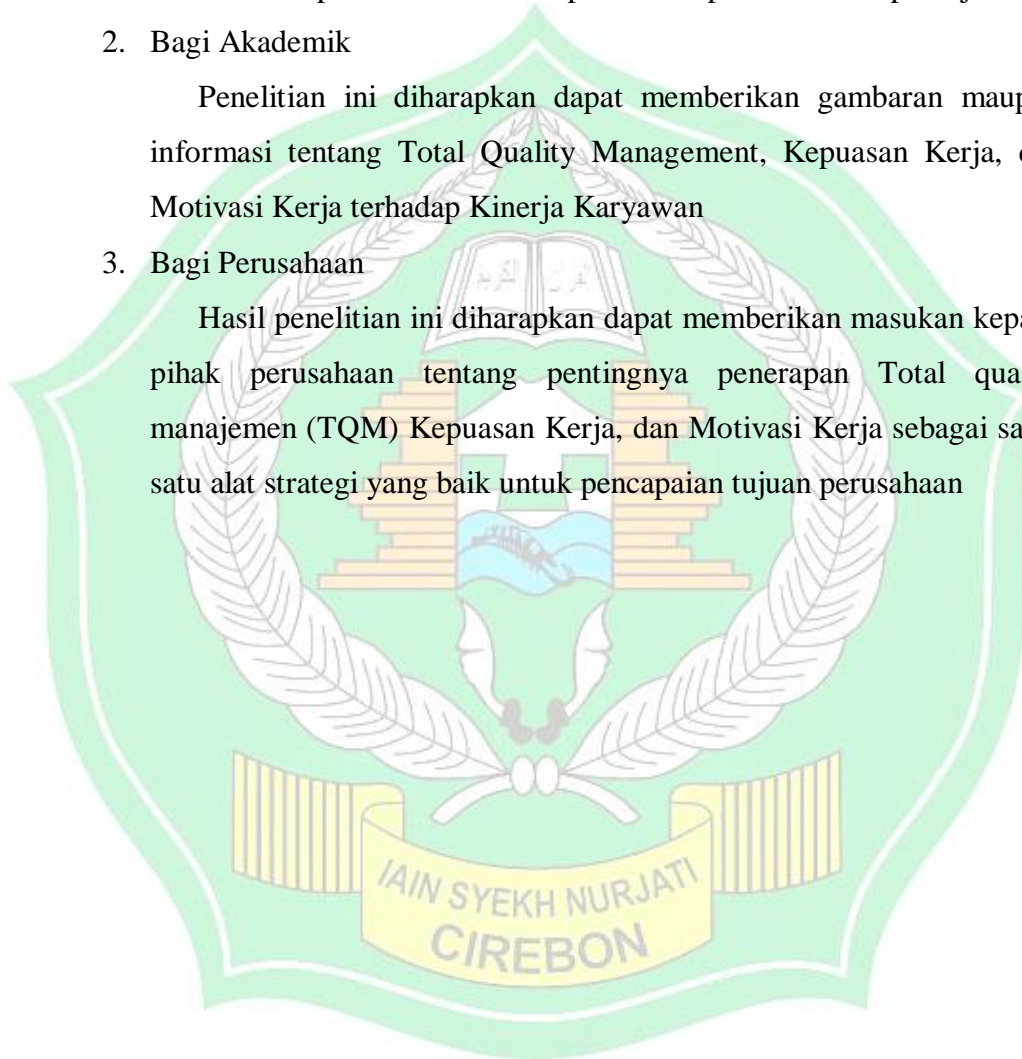 2. Bagi Akademik
Penelitian ini diharapkan dapat memberikan gambaran
informasi tentang Total Quality Management, Kepuasan Kerja,
Motivasi Kerja terhadap Kinerja Karyawan
3. Bagi Perusahaan
Hasil penelitian ini diharapkan dapat memberikan masukan
pihak perusahaan tentang pentingnya penerapan Total
manajemen (TQM) Kepuasan Kerja, dan Motivasi Kerja sebagai
satu alat strategi yang baik untuk pencapaian tujuan perusahaan
IAIN SYEKH NURJATI
CIREBON